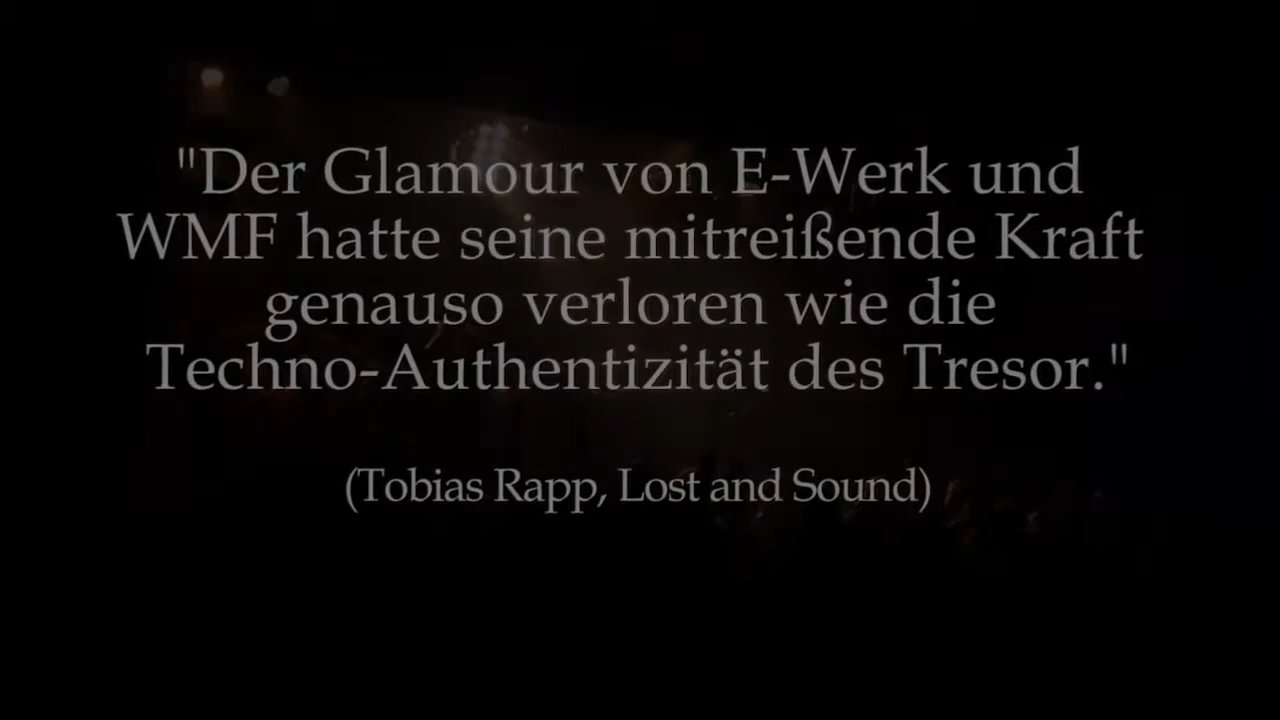 "Der Glamour von E-Werk und
WMF hatte seine mitreißende Kraft
genauso verloren wie die
Techno-Authentizität des Tresor."
(Tobias Rapp, Lost and Sound)